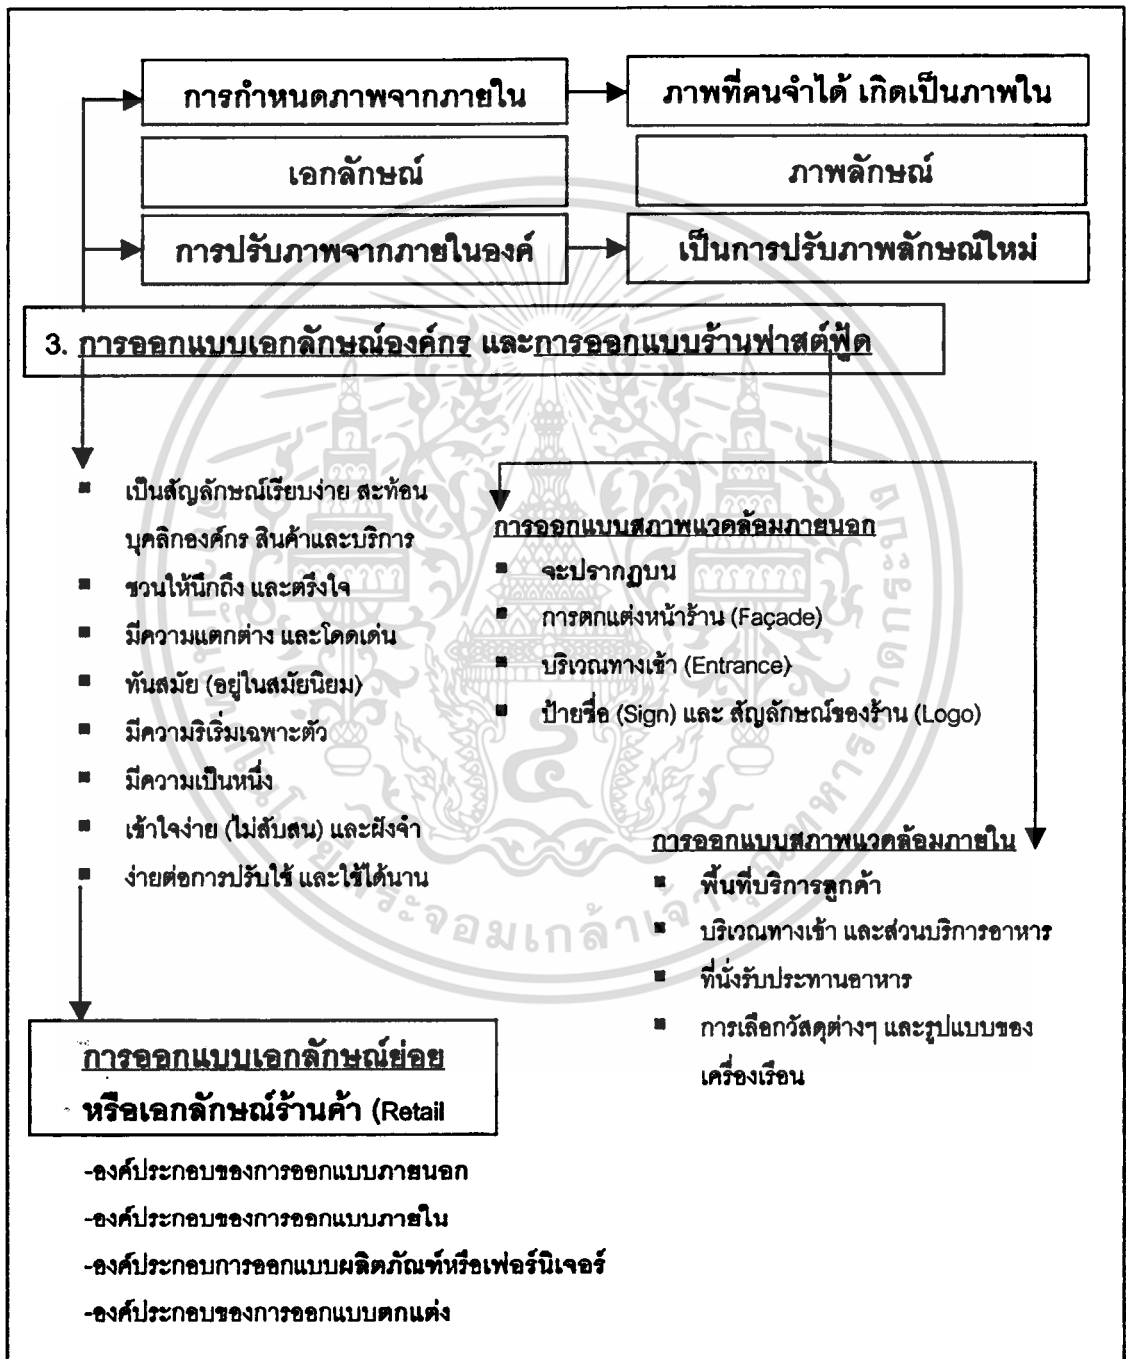 การกำหนดภาพจากภายใน
ภาพที่คนจำได้ เกิดเป็นภาพใน
เอกลักษณ์
ภาพลักษณ์
การปรับภาพจากภายในองค์
เป็นการปรับภาพลักษณ์ใหม่
3. การออกแบบเอกลักษณ์องค์กร และการออกแบบร้านฟาสต์ฟู้ด
▪ เป็นสัญลักษณ์เรียบง่าย สะท้อน
บุคลิกองค์กร สินค้าและบริการ
▪ ชวนให้นึกถึง และตรึงใจ
▪ มีความแตกต่าง และโดดเด่น
▪ ทันสมัย (อยู่ในสมัยนิยม)
▪ มีความริเริ่มเฉพาะตัว
▪ มีความเป็นหนึ่ง
▪ เข้าใจง่าย (ไม่สับสน) และฝังจำ
▪ ง่ายต่อการปรับใช้ และใช้ได้นาน
การออกแบบสภาพแวดล้อมภายนอก
▪ จะปรากฏบน
▪ การตกแต่งหน้าร้าน (Façade)
▪ บริเวณทางเข้า (Entrance)
▪ ป้ายชื่อ (Sign) และ สัญลักษณ์ของร้าน (Logo)
การออกแบบสภาพแวดล้อมภายใน
▪ พื้นที่บริการลูกค้า
▪ บริเวณทางเข้า และส่วนบริการอาหาร
▪ ที่นั่งรับประทานอาหาร
▪ การเลือกวัสดุต่างๆ และรูปแบบของ
เครื่องเรือน
การออกแบบเอกลักษณ์ย่อย
หรือเอกลักษณ์ร้านค้า (Retail
-องค์ประกอบของการออกแบบภายนอก
-องค์ประกอบของการออกแบบภายใน
-องค์ประกอบการออกแบบผลิตภัณฑ์หรือเฟอร์นิเจอร์
-องค์ประกอบของการออกแบบตกแต่ง